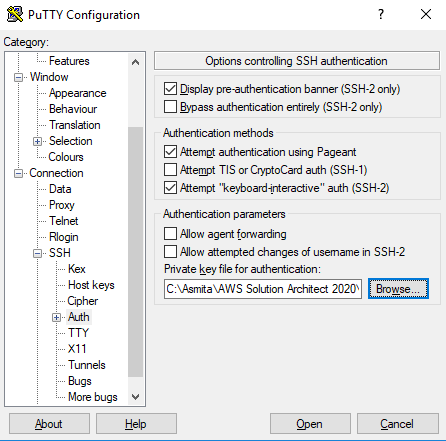 PuTTY Configuration
?
Category:
Features
Window
Appearance
Behaviour
Translation
Selection
Colours
Connection
Data
Proxy
Telnet
Rlogin
SSH
Kex
Host keys
Cipher
Auth
TTY
X11
Tunnels
Bugs
More bugs
Options controlling SSH authentication
Display pre-authentication banner (SSH-2 only)
Bypass authentication entirely (SSH-2 only)
Authentication methods
Attempt authentication using Pageant
Attempt TIS or CryptoCard auth (SSH-1)
Attempt "keyboard-interactive" auth (SSH-2)
Authentication parameters
Allow agent forwarding
Allow attempted changes of username in SSH-2
Private key file for authentication:
C:\Asmita\AWS Solution Architect 2020\
Browse...
About
Help
Open
Cancel